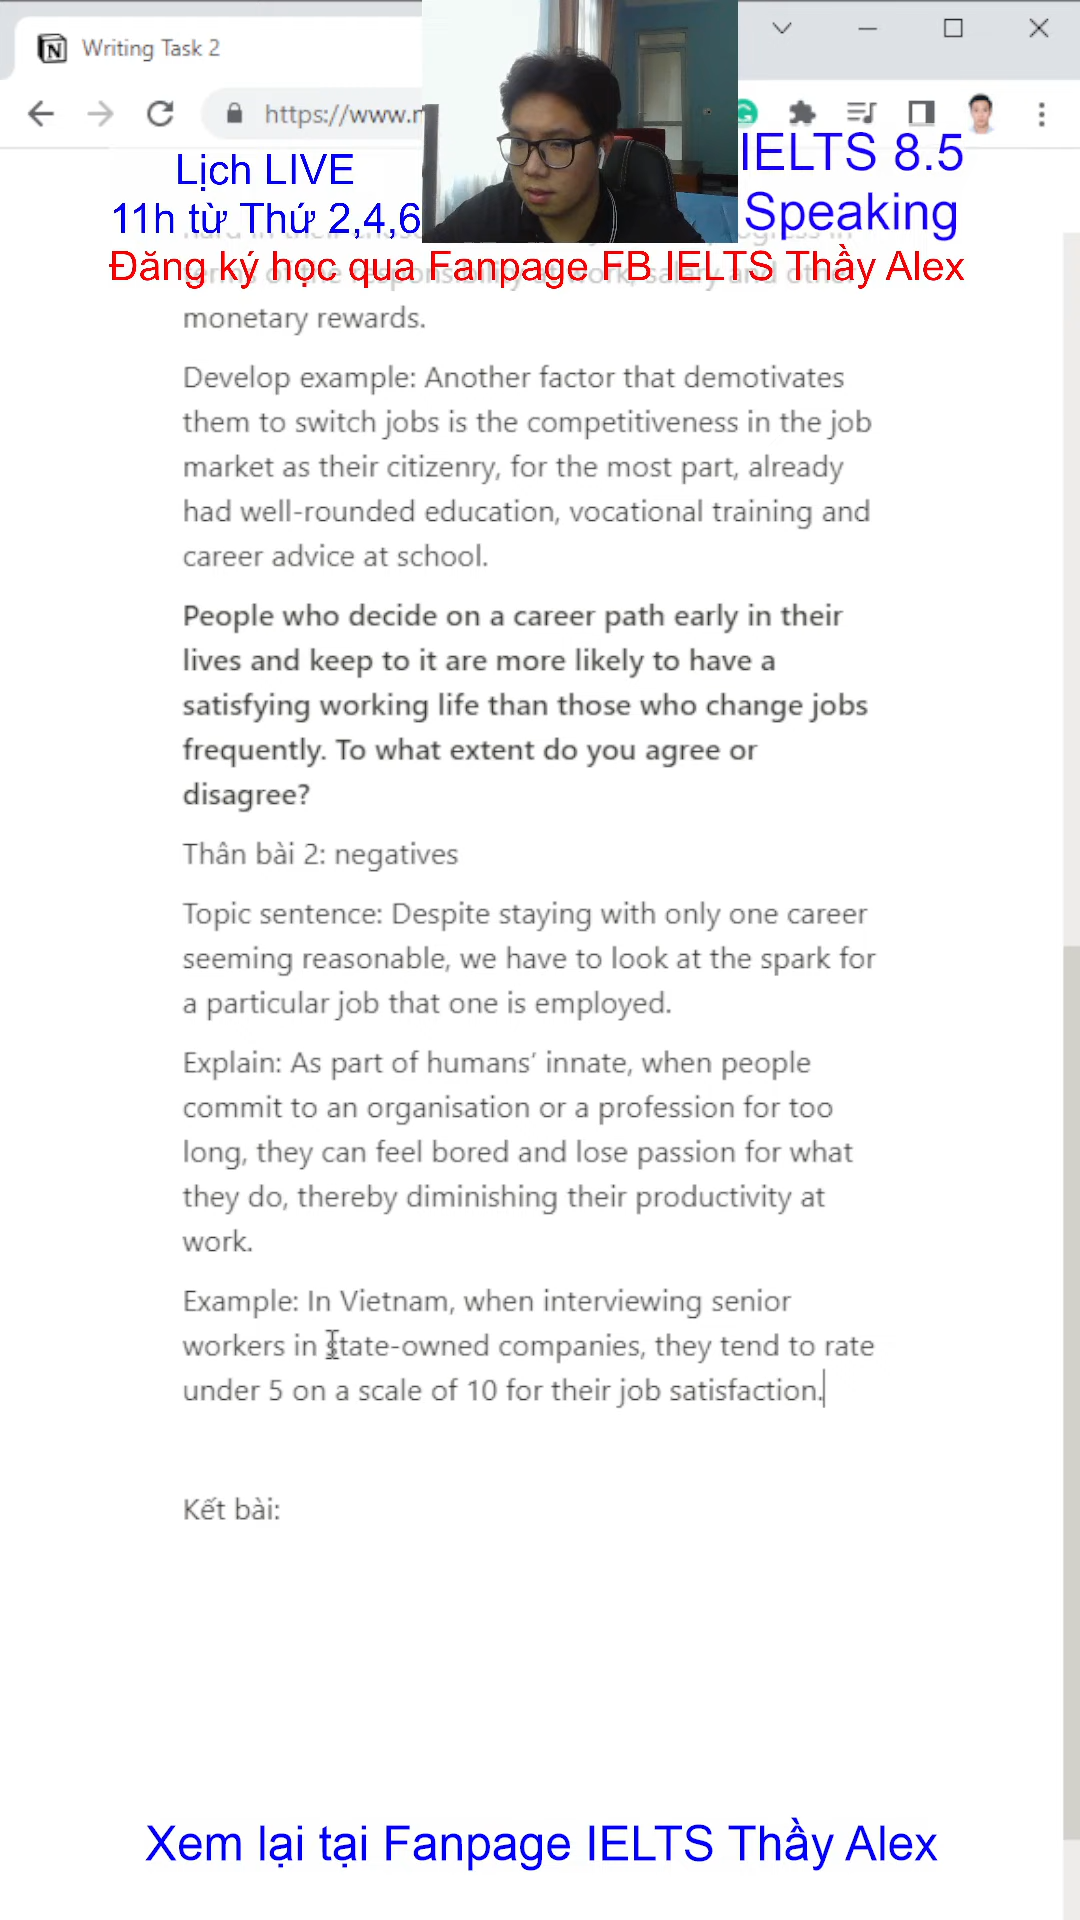 Writing Task 2
https://www.n
Lịch LIVE
11h từ Thứ 2,4,6
IELTS 8.5
Speaking
Đăng ký học qua Fanpage FB IELTS Thầy Alex
terms of the responsibility at work, salary and other
monetary rewards.
Develop example: Another factor that demotivates
them to switch jobs is the competitiveness in the job
market as their citizenry, for the most part, already
had well-rounded education, vocational training and
career advice at school.
People who decide on a career path early in their
lives and keep to it are more likely to have a
satisfying working life than those who change jobs
frequently. To what extent do you agree or
disagree?
Thân bài 2: negatives
Topic sentence: Despite staying with only one career
seeming reasonable, we have to look at the spark for
a particular job that one is employed.
Explain: As part of humans’ innate, when people
commit to an organisation or a profession for too
long, they can feel bored and lose passion for what
they do, thereby diminishing their productivity at
work.
Example: In Vietnam, when interviewing senior
workers in state-owned companies, they tend to rate
under 5 on a scale of 10 for their job satisfaction.
Kết bài:
Xem lại tại Fanpage IELTS Thầy Alex